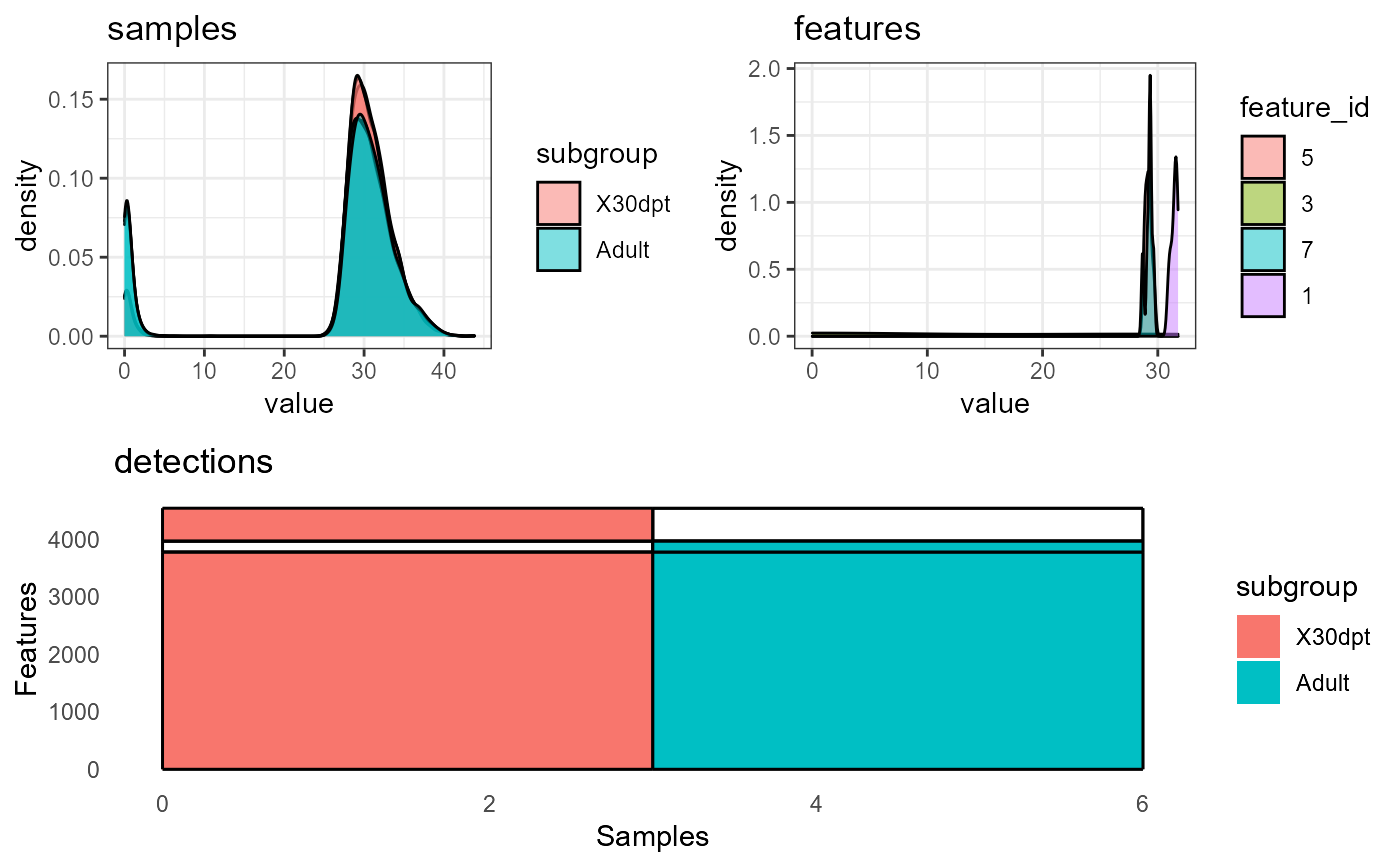 samples
density
0.15
0.10
0.05
0.00
0 10 20 30 40
value
subgroup
X30dpt
Adult
features
density
2.0
1.5
1.0
0.5
0.0
0 10 20 30
value
feature_id
5
3
7
1
detections
Features
4000
3000
2000
1000
0
0 2 4 6
Samples
subgroup
X30dpt
Adult